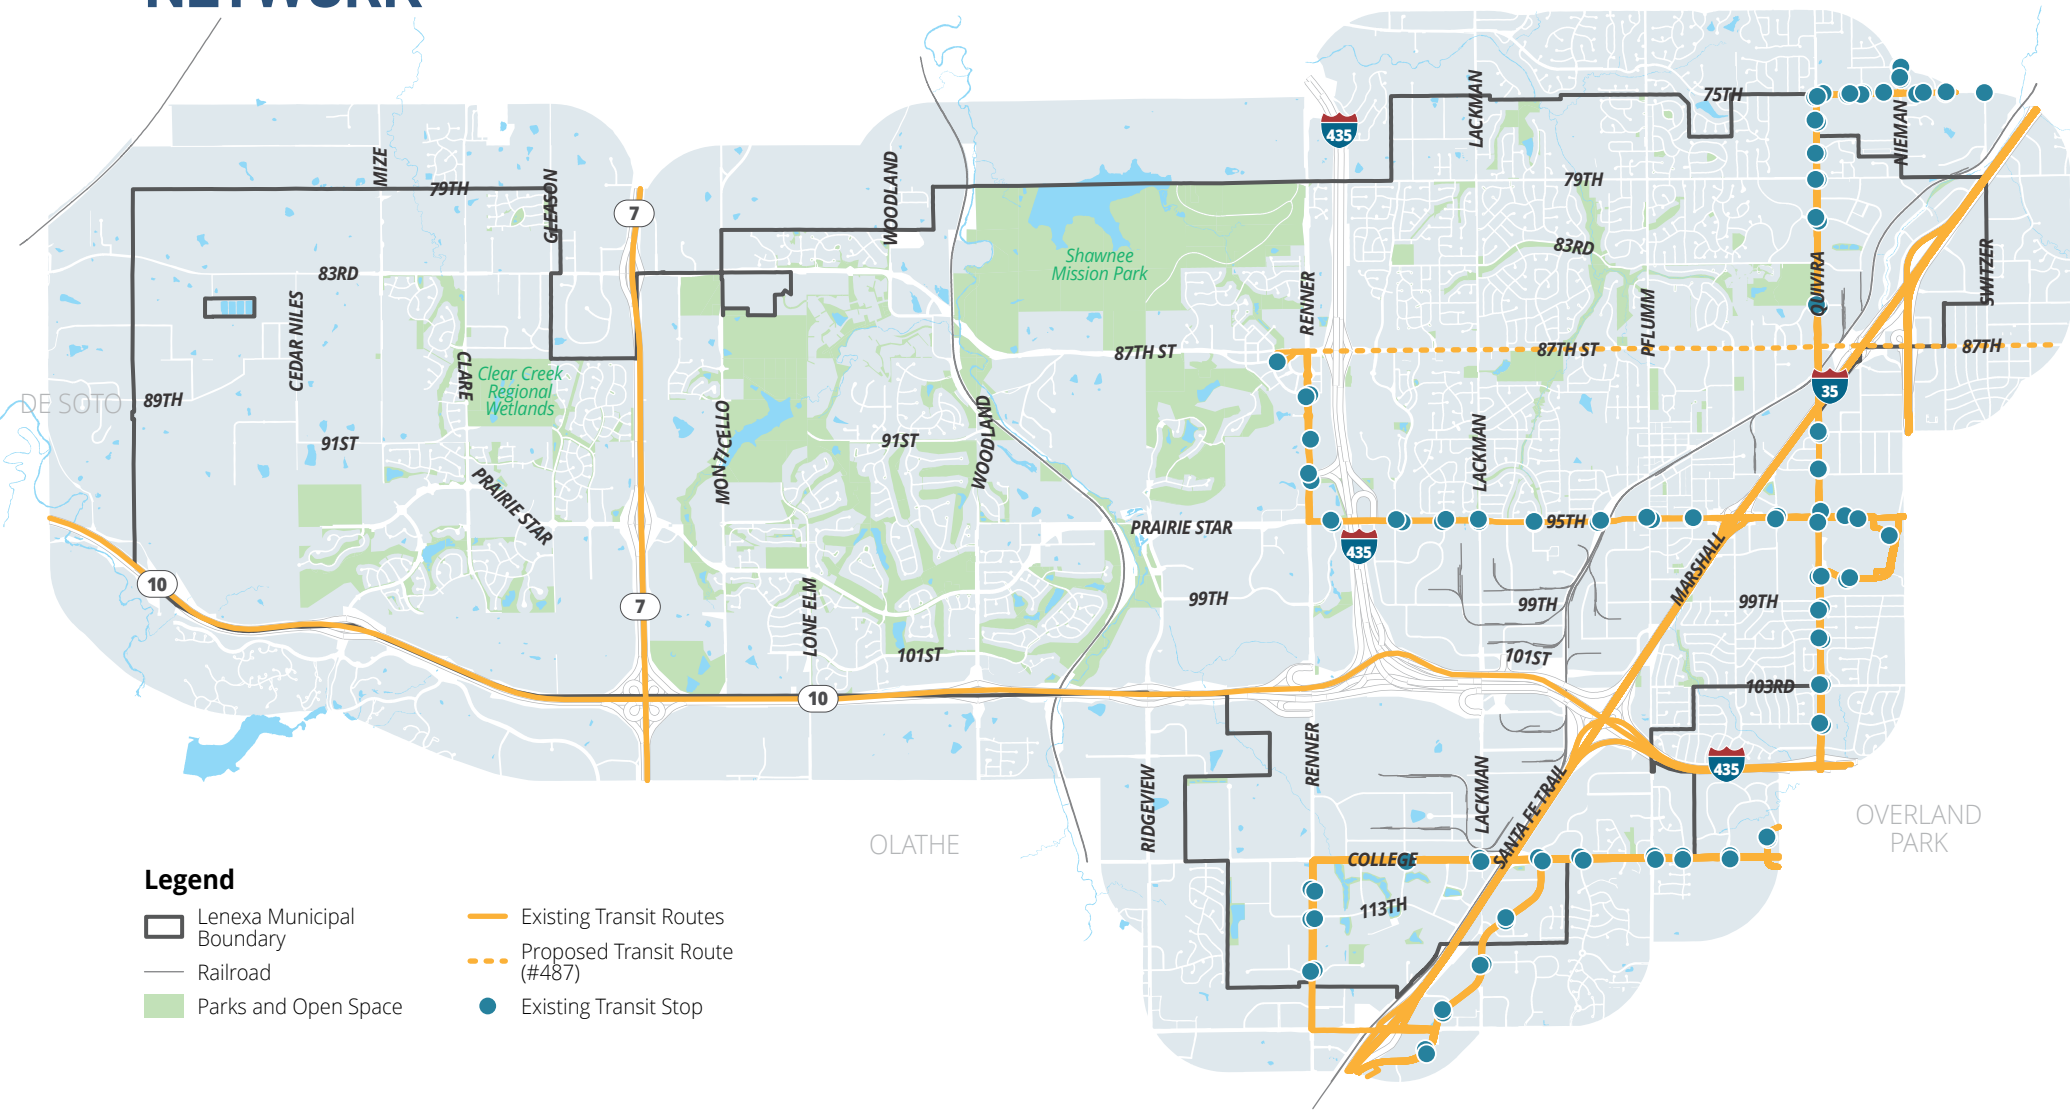 NETWORK
75TH
LACKMAN
435
NIEMAN
MIZE
79TH
GLEASON
WOODLAND
79TH
7
83RD
Shawnee
Mission Park
83RD
QUIVIRA
SWITZER
RENNER
CEDAR NILES
PFLUMM
87TH ST
87TH ST
87TH
CLARE
Clear Creek
Regional
Wetlands
35
DE SOTO
89TH
91ST
MONTICELLO
91ST
WOODLAND
LACKMAN
PRAIRIE STAR
PRAIRIE STAR
95TH
435
MARSHALL
10
7
LONE ELM
99TH
99TH
99TH
101ST
101ST
103RD
10
RENNER
RIDGEVIEW
LACKMAN
SANTA FE TRAIL
435
OLATHE
OVERLAND
PARK
COLLEGE
113TH
Legend
Lenexa Municipal
Boundary
Railroad
Parks and Open Space
Existing Transit Routes
Proposed Transit Route
(#487)
Existing Transit Stop